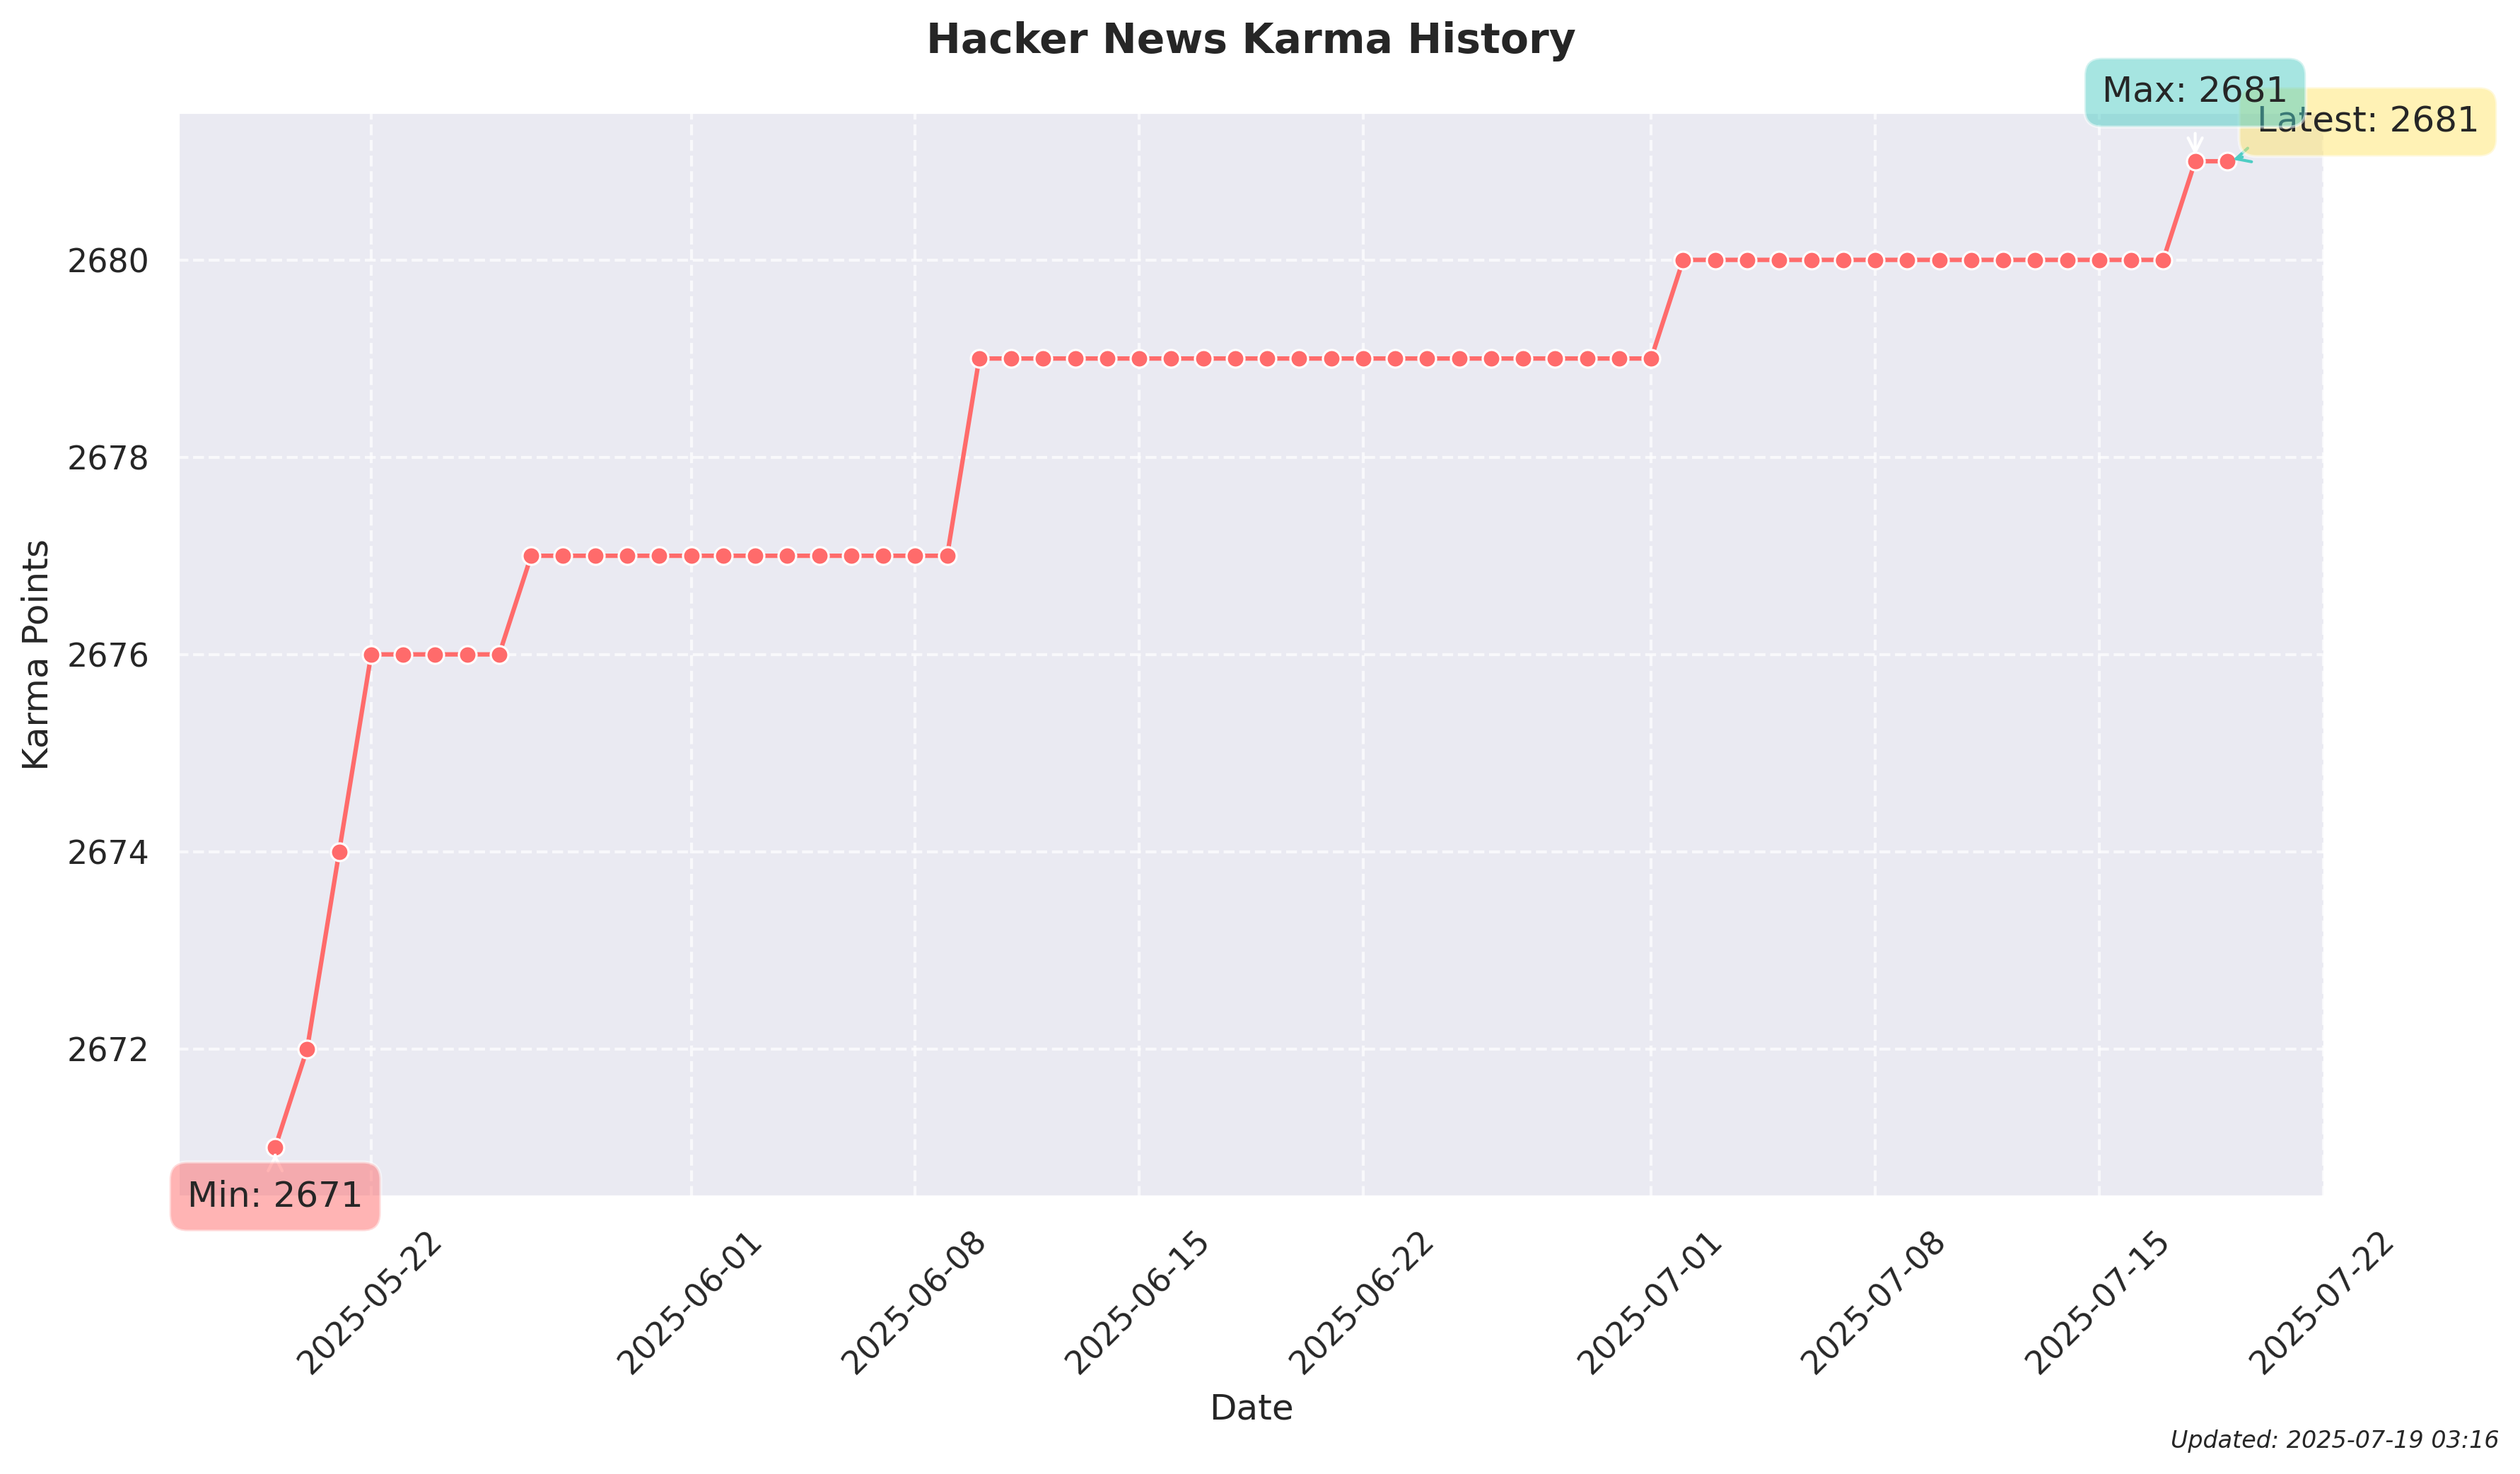 Hacker News Karma History
Max: 2681
Latest: 2681
2680
2678
2676
2674
2672
Karma Points
Min: 2671
2025-05-22
2025-06-01
2025-06-08
2025-06-15
2025-06-22
2025-07-01
2025-07-08
2025-07-15
2025-07-22
Date
Updated: 2025-07-19 03:16